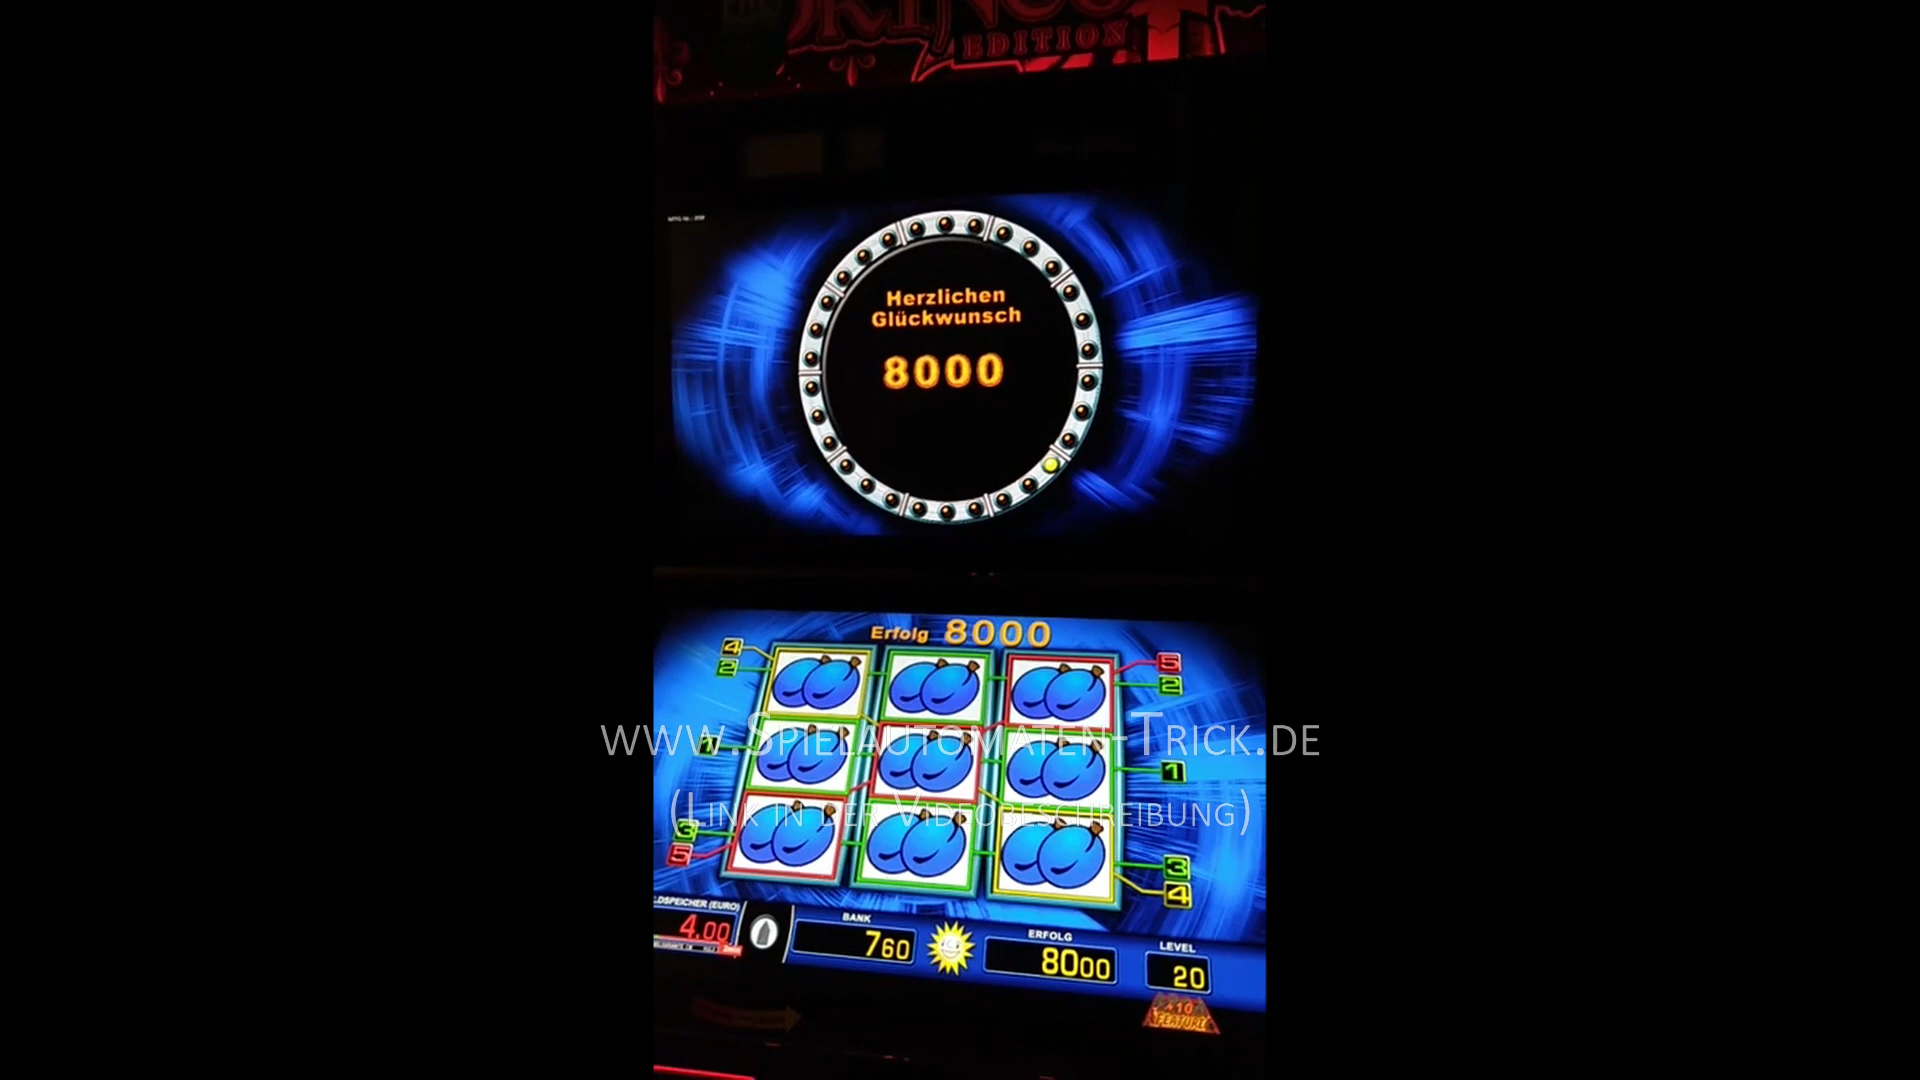 EDITION
Herzlichen
Glückwunsch
8000
Erfolg 8000
4
2
5
2
1
1
3
5
3
4
www.Spielautomaten-Trick.de
(Link in der Videobeschreibung)
4.00
BANK
760
ERFOLG
8000
LEVEL
20
+10
FEATURE